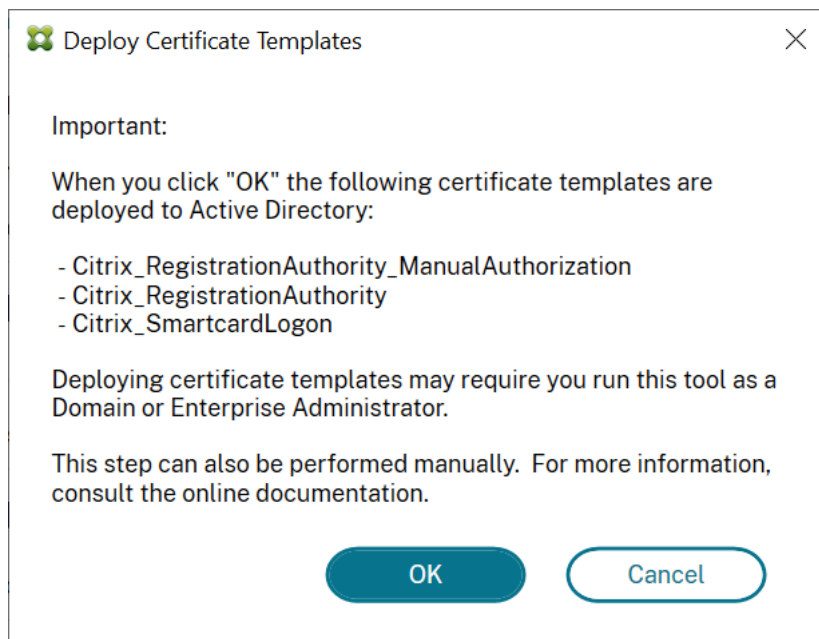 Deploy Certificate Templates
Important:
When you click "OK" the following certificate templates are
deployed to Active Directory:
- Citrix_RegistrationAuthority_ManualAuthorization
- Citrix_RegistrationAuthority
- Citrix_SmartcardLogon
Deploying certificate templates may require you run this tool as a
Domain or Enterprise Administrator.
This step can also be performed manually.  For more information,
consult the online documentation.
OK
Cancel